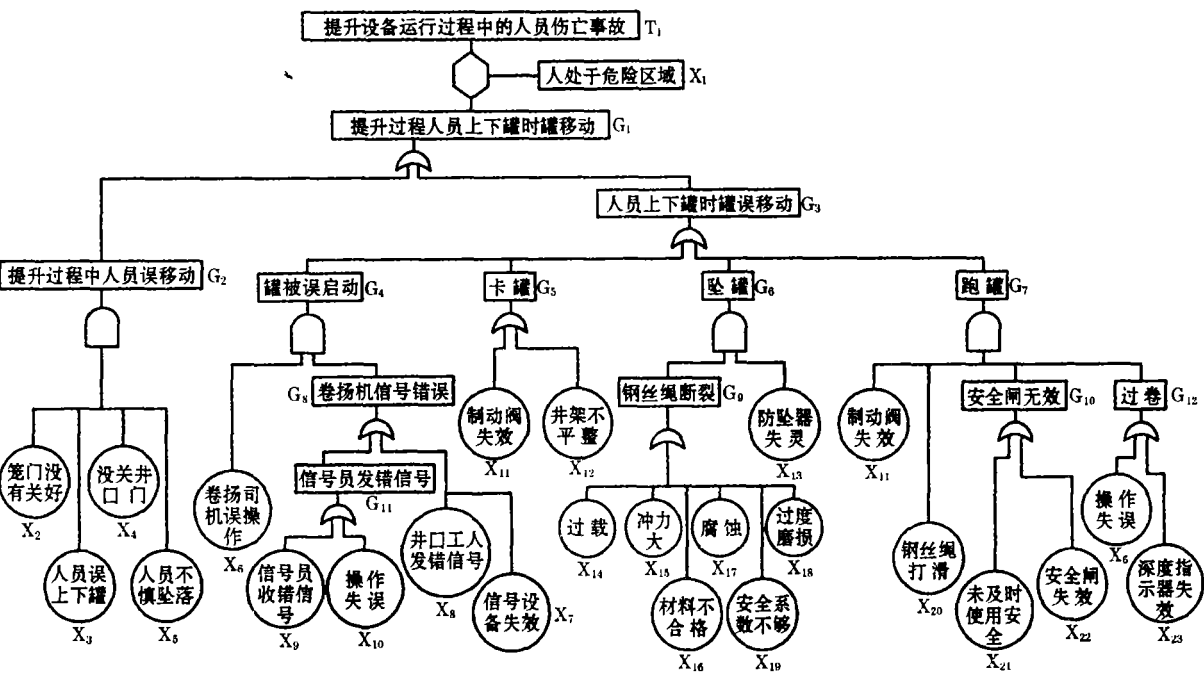 提升设备运行过程中的人员伤亡事故 T₁
人处于危险区域 X₁
提升过程人员上下罐时罐移动 G₁
人员上下罐时罐误移动 G₃
提升过程中人员误移动 G₂
罐被误启动 G₄
卡罐 G₅
坠罐 G₆
跑罐 G₇
G₈ 卷扬机信号错误
钢丝绳断裂 G₉
安全闸无效 G₁₀
过卷 G₁₂
信号员发错信号
G₁₁
笼门没
有关好
X₂
人员误
上下罐
X₃
没关井
口门
X₄
人员不
慎坠落
X₅
卷扬司
机误操
作
X₆
信号员
收错信
号
X₉
操作
失误
X₁₀
井口工人
发错信号
X₈
信号设
备失效
X₇
制动阀
失效
X₁₁
井架不
平整
X₁₂
过载
X₁₄
冲力
大
X₁₅
材料不
合格
X₁₆
腐蚀
X₁₇
安全系
数不够
X₁₉
过度
磨损
X₁₈
防坠器
失灵
X₁₃
制动阀
失效
X₁₁
钢丝绳
打滑
X₂₀
未及时
使用安
全
X₂₁
安全闸
失效
X₂₂
操作
失误
X₆
深度指
示器失
效
X₂₃